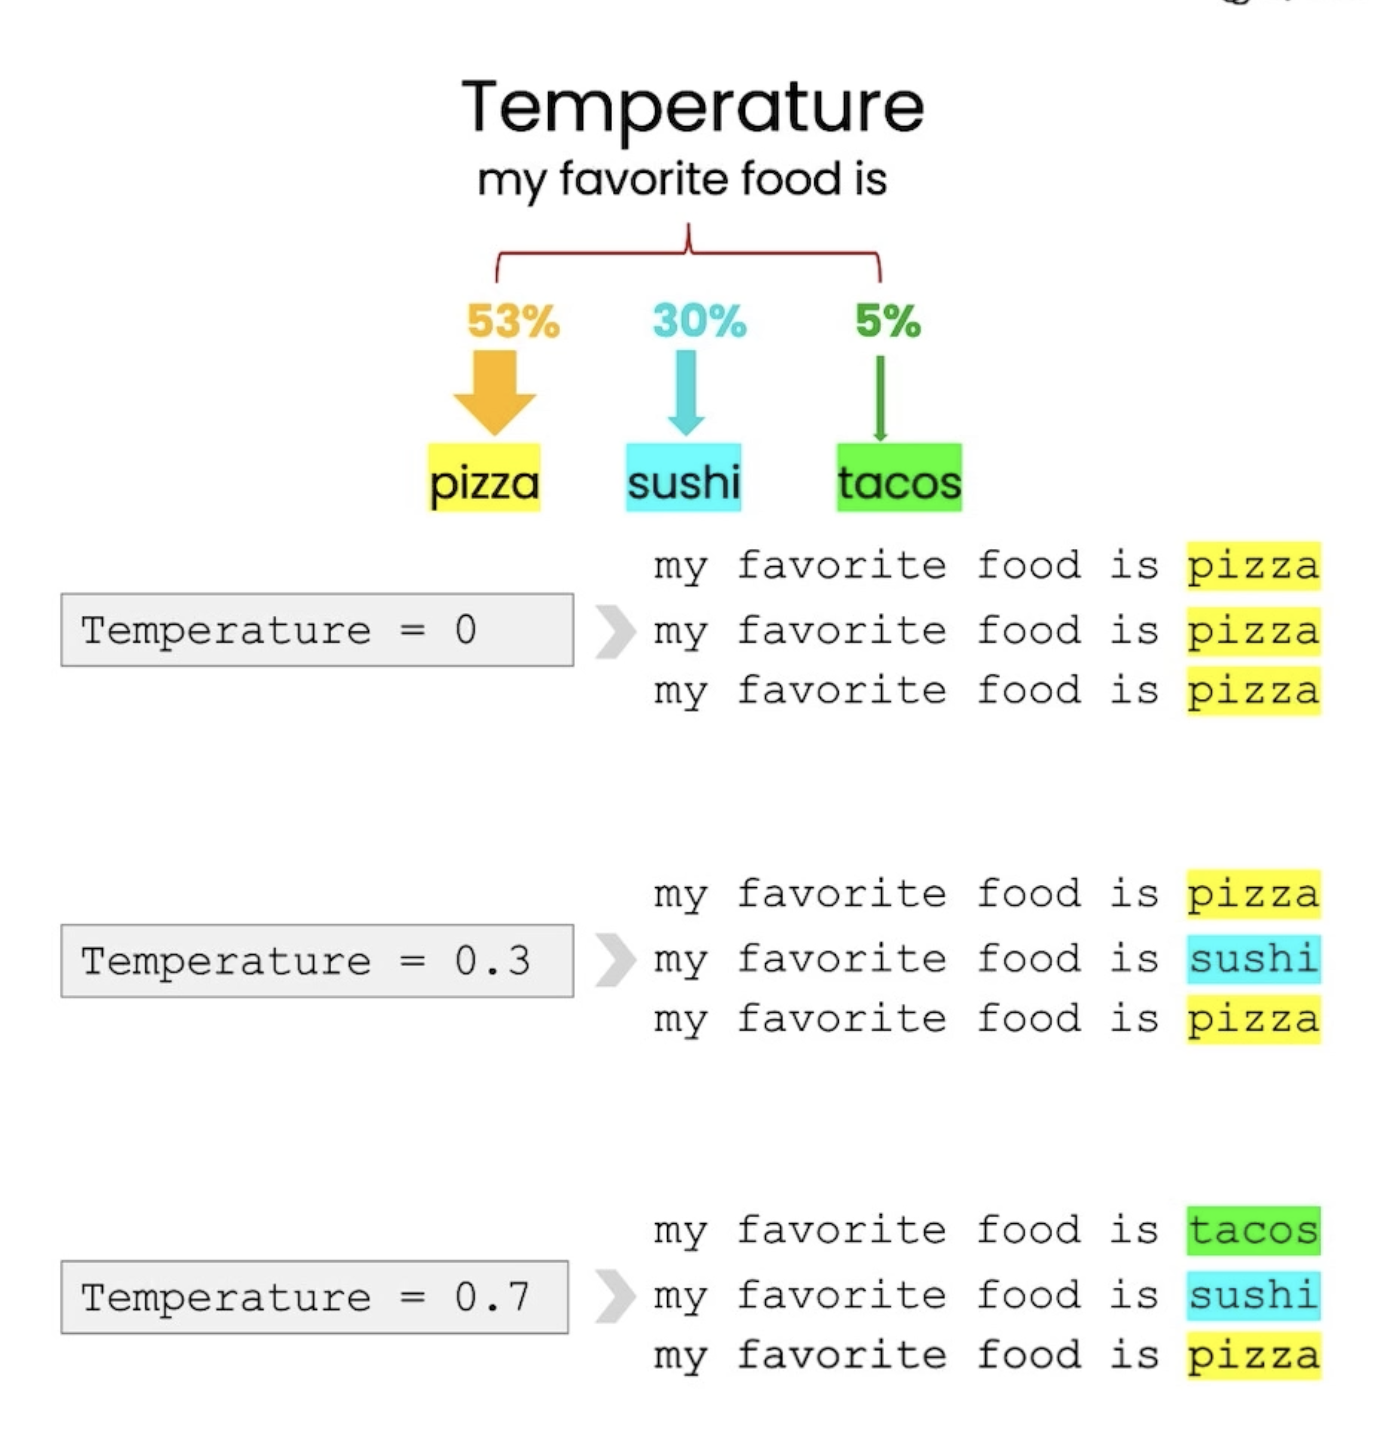 Temperature
my favorite food is
53% 30% 5%
pizza sushi tacos
my favorite food is pizza
Temperature = 0 my favorite food is pizza
my favorite food is pizza
my favorite food is pizza
Temperature = 0.3 my favorite food is sushi
my favorite food is pizza
my favorite food is tacos
Temperature = 0.7 my favorite food is sushi
my favorite food is pizza